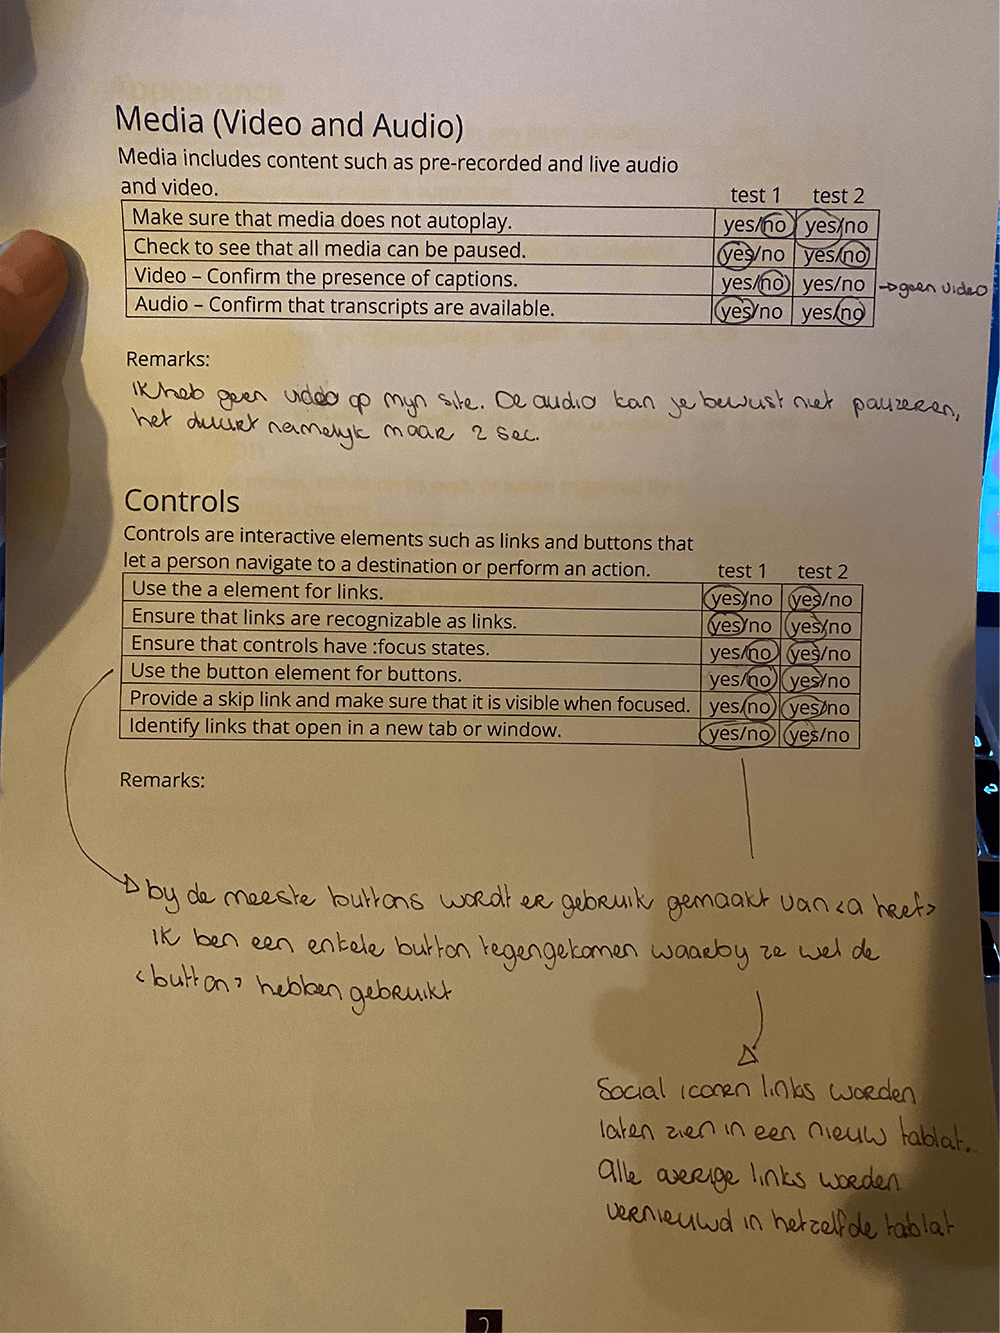 Appearance
Media (Video and Audio)
Media includes content such as pre-recorded and live audio
and video.
test 1 test 2
Make sure that media does not autoplay. yes/no yes/no
Check to see that all media can be paused. yes/no yes/no
Video – Confirm the presence of captions. yes/no yes/no → geen video
Audio – Confirm that transcripts are available. yes/no yes/no
Remarks:
Ik heb geen video op mijn site. De audio kan je bewust niet pauzeren,
het duurt namelijk maar 2 sec.
Controls
Controls are interactive elements such as links and buttons that
let a person navigate to a destination or perform an action.
test 1 test 2
Use the a element for links. yes/no yes/no
Ensure that links are recognizable as links. yes/no yes/no
Ensure that controls have :focus states. yes/no yes/no
Use the button element for buttons. yes/no yes/no
Provide a skip link and make sure that it is visible when focused. yes/no yes/no
Identify links that open in a new tab or window. yes/no yes/no
Remarks:
bij de meeste buttons wordt er gebruik gemaakt van <a href>
Ik ben een enkele button tegengekomen waarbij ze wel de
<button> hebben gebruikt
Social iconen links worden
laten zien in een nieuw tablat.
Alle overige links worden
vernieuwd in hetzelfde tablat
2